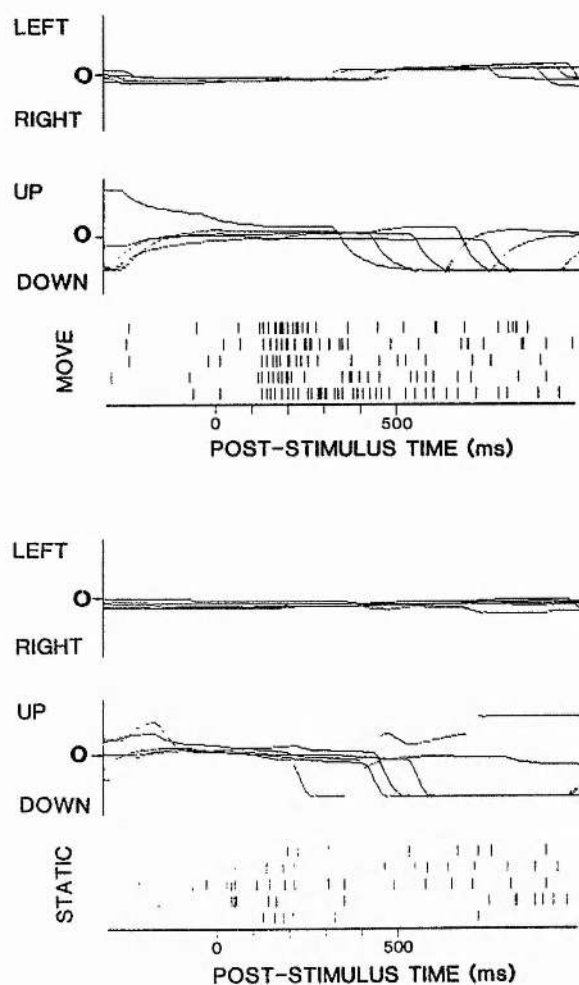 LEFT
O
RIGHT
UP
O
DOWN
MOVE
0 500
POST-STIMULUS TIME (ms)
LEFT
O
RIGHT
UP
O
DOWN
STATIC
0 500
POST-STIMULUS TIME (ms)